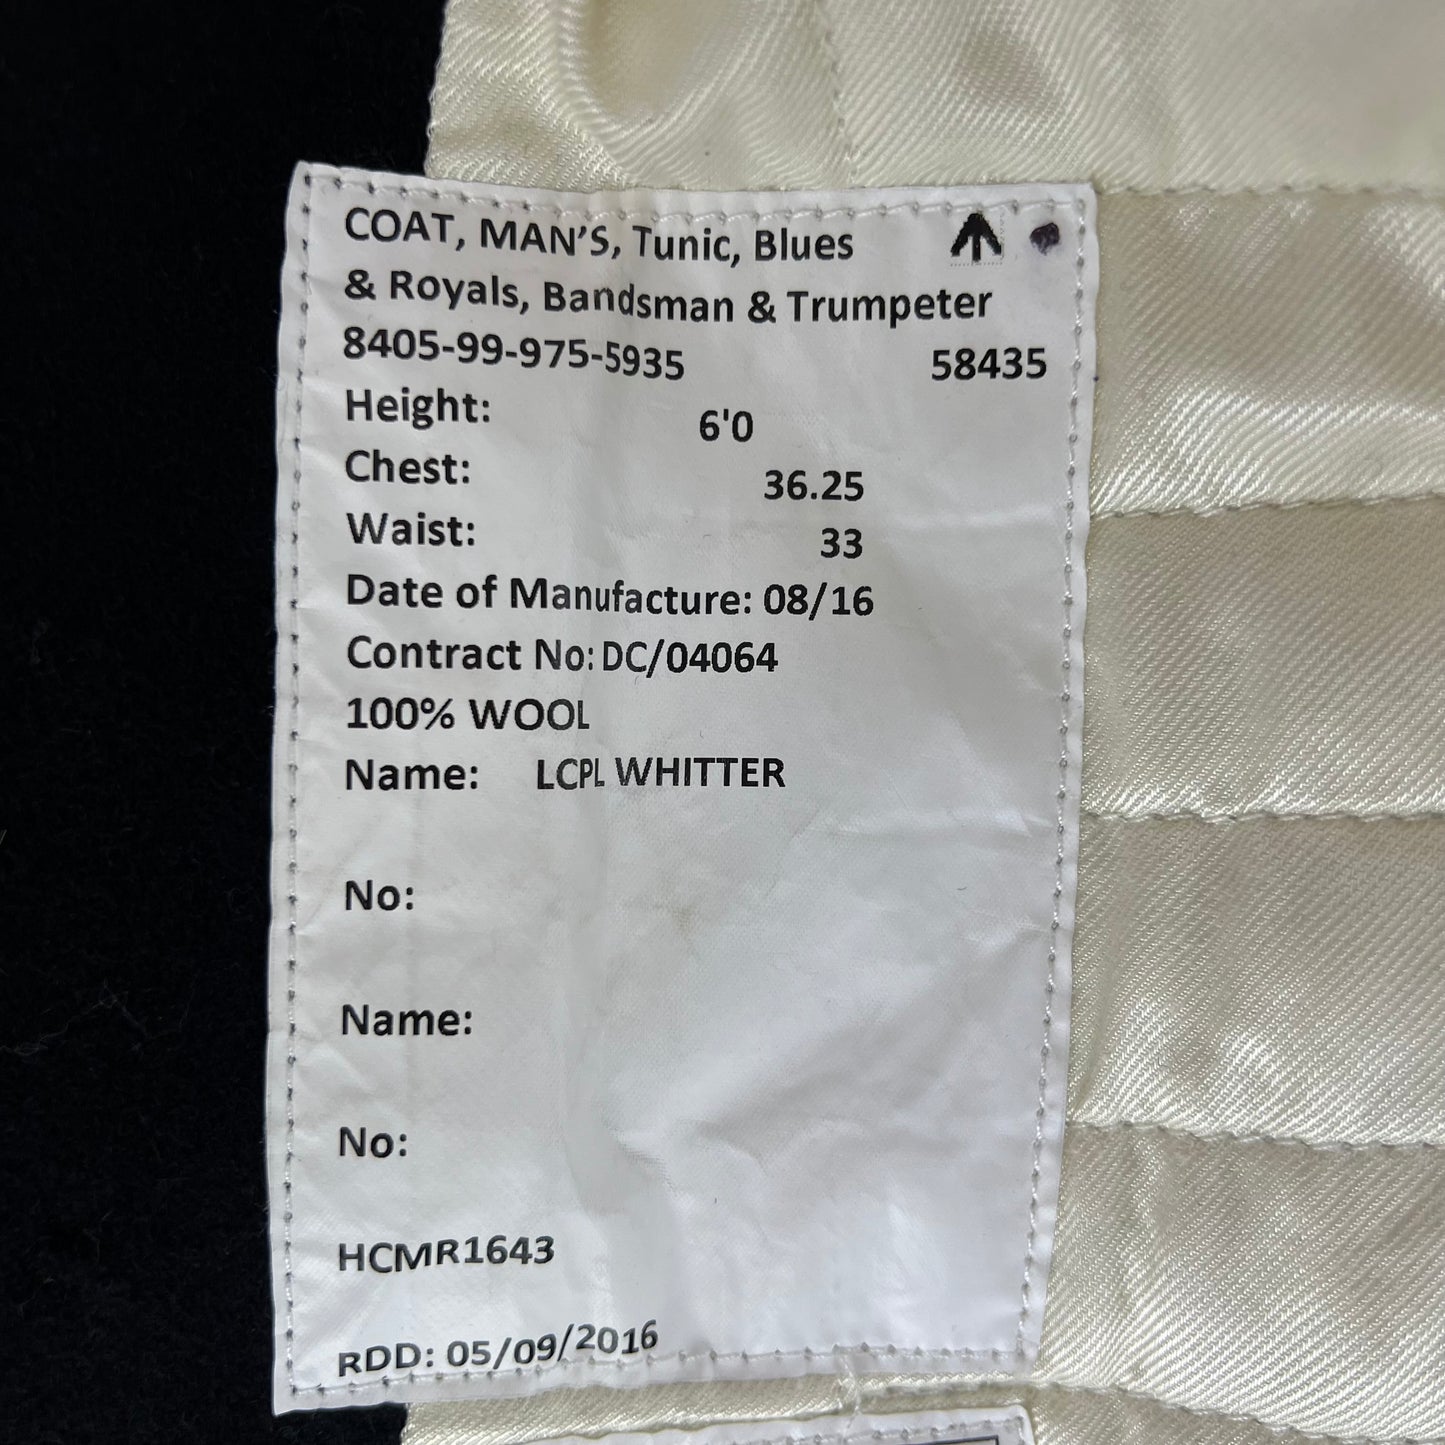 COAT, MAN'S, Tunic, Blues
& Royals, Bandsman & Trumpeter
8405-99-975-5935 58435
Height: 6'0
Chest: 36.25
Waist: 33
Date of Manufacture: 08/16
Contract No: DC/04064
100% WOOL
Name: LCPL WHITTER
No:
Name:
No:
HCMR1643
RDD: 05/09/2016